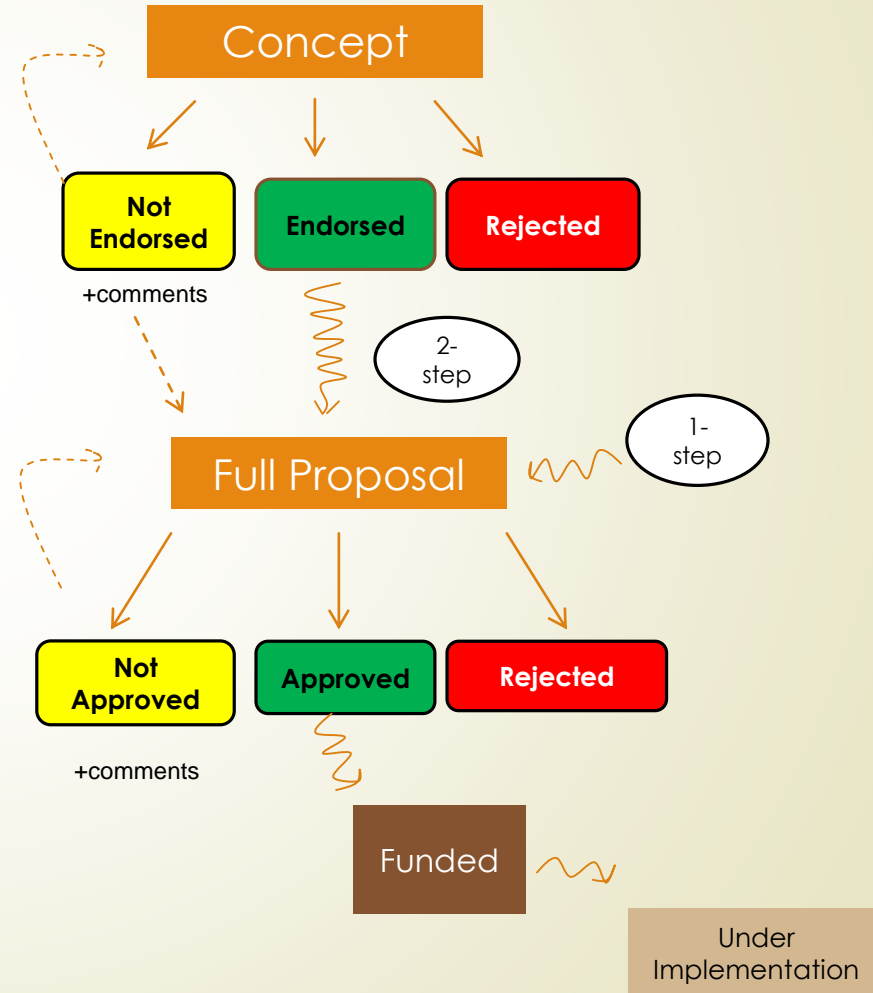 Concept
Not
Endorsed
Endorsed
Rejected
+comments
2-
step
1-
step
Full Proposal
Not
Approved
Approved
Rejected
+comments
Funded
Under
Implementation